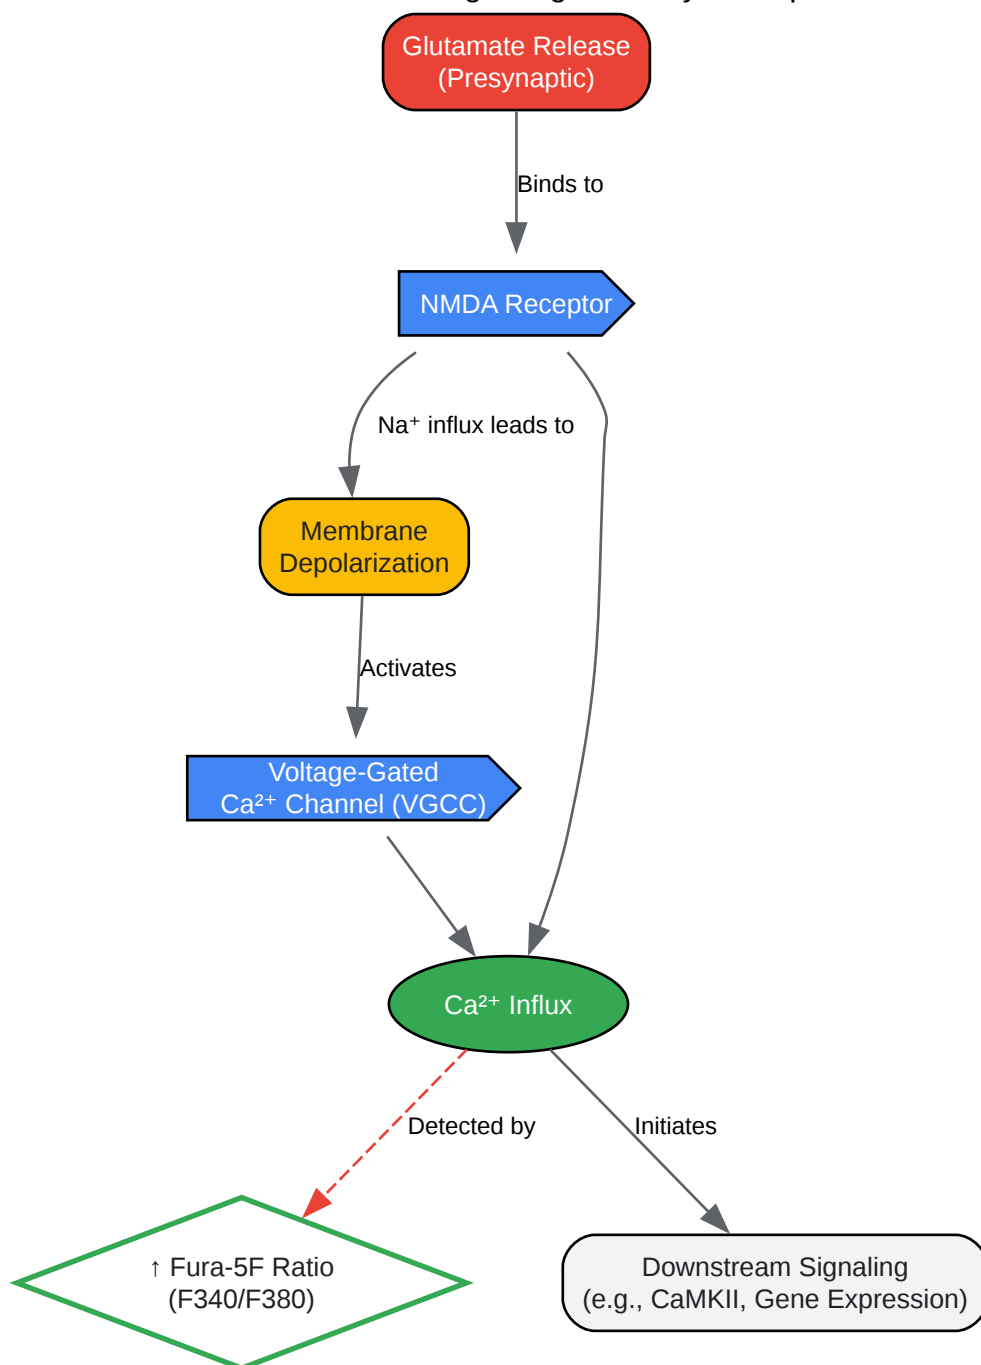 Glutamate Release
(Presynaptic)
Binds to
NMDA Receptor
Na⁺ influx leads to
Membrane
Depolarization
Activates
Voltage-Gated
Ca²⁺ Channel (VGCC)
Ca²⁺ Influx
Detected by
Initiates
↑ Fura-5F Ratio
(F340/F380)
Downstream Signaling
(e.g., CaMKII, Gene Expression)